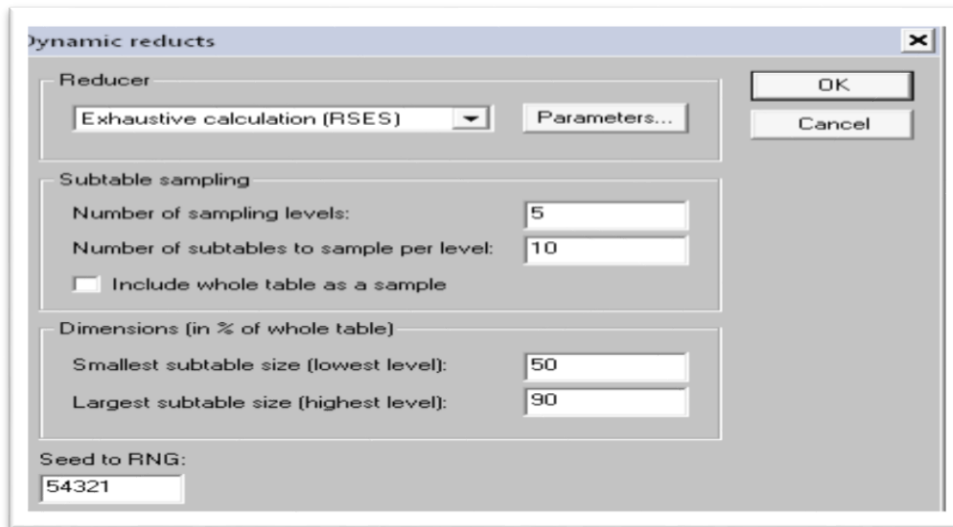 Dynamic reducts
Reducer
Exhaustive calculation (RSES)
Parameters...
OK
Cancel
Subtable sampling
Number of sampling levels: 5
Number of subtables to sample per level: 10
Include whole table as a sample
Dimensions (in % of whole table)
Smallest subtable size (lowest level): 50
Largest subtable size (highest level): 90
Seed to RNG:
54321